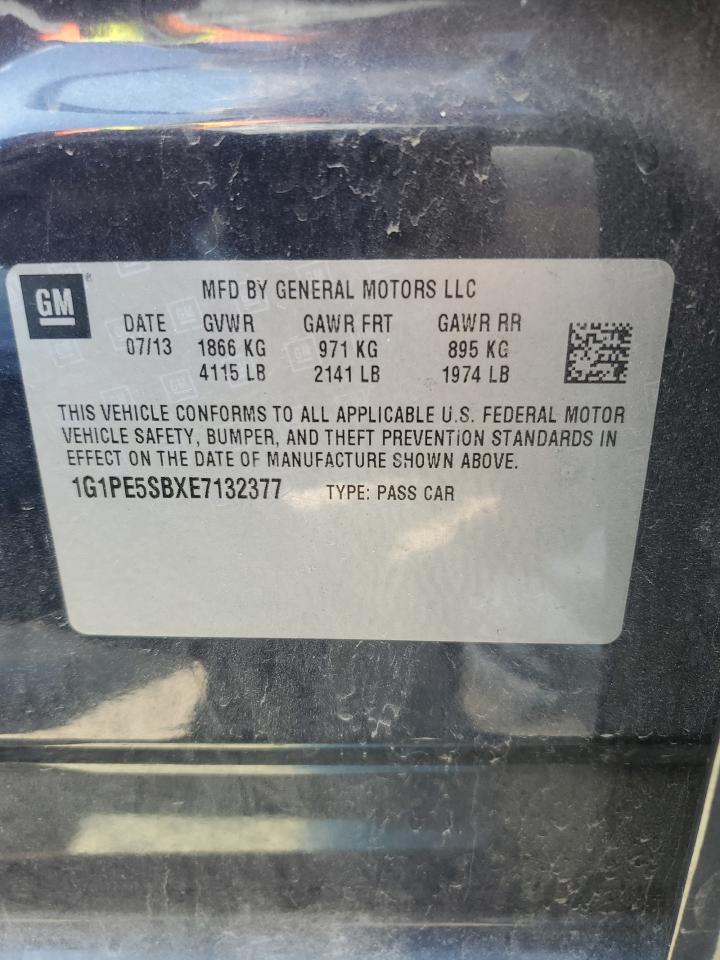 GM
MFD BY GENERAL MOTORS LLC
DATE GVWR GAWR FRT GAWR RR
07/13 1866 KG 971 KG 895 KG
4115 LB 2141 LB 1974 LB
THIS VEHICLE CONFORMS TO ALL APPLICABLE U.S. FEDERAL MOTOR
VEHICLE SAFETY, BUMPER, AND THEFT PREVENTION STANDARDS IN
EFFECT ON THE DATE OF MANUFACTURE SHOWN ABOVE.
1G1PE5SBXE7132377 TYPE: PASS CAR